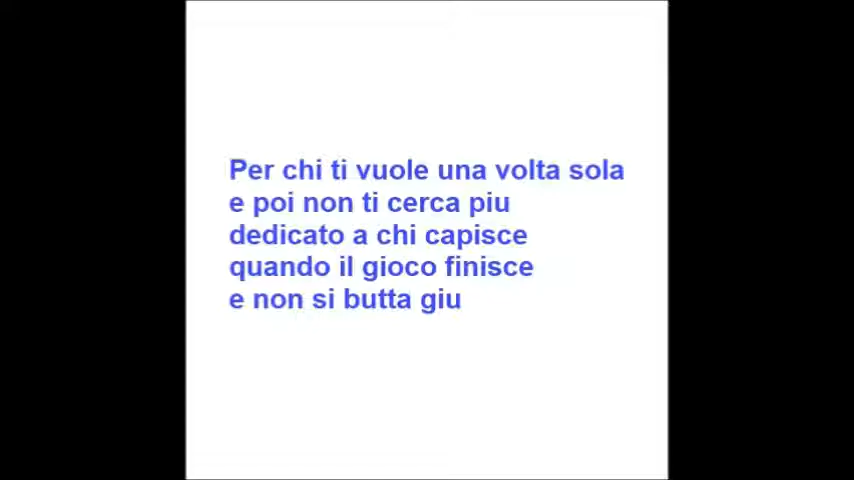 Per chi ti vuole una volta sola
e poi non ti cerca piu
dedicato a chi capisce
quando il gioco finisce
e non si butta giu